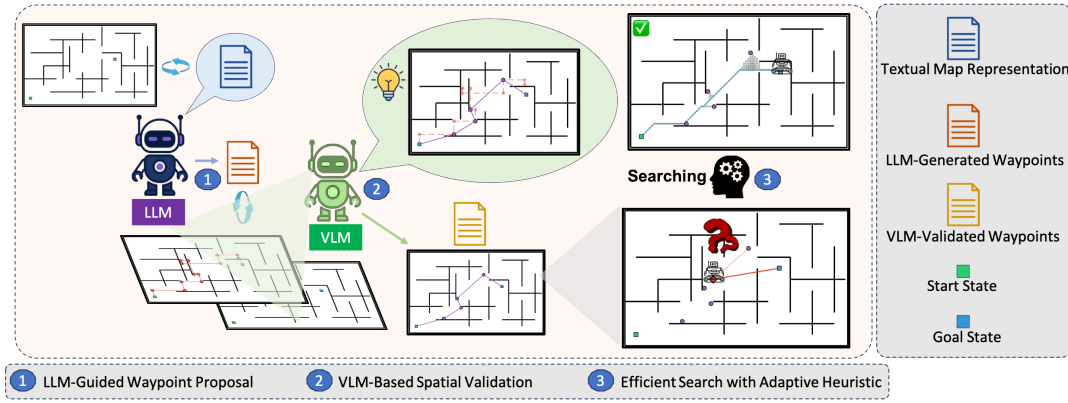 Textual Map Representation
LLM-Generated Waypoints
VLM-Validated Waypoints
Start State
Goal State
1
LLM
2
VLM
Searching
3
1 LLM-Guided Waypoint Proposal
2 VLM-Based Spatial Validation
3 Efficient Search with Adaptive Heuristic